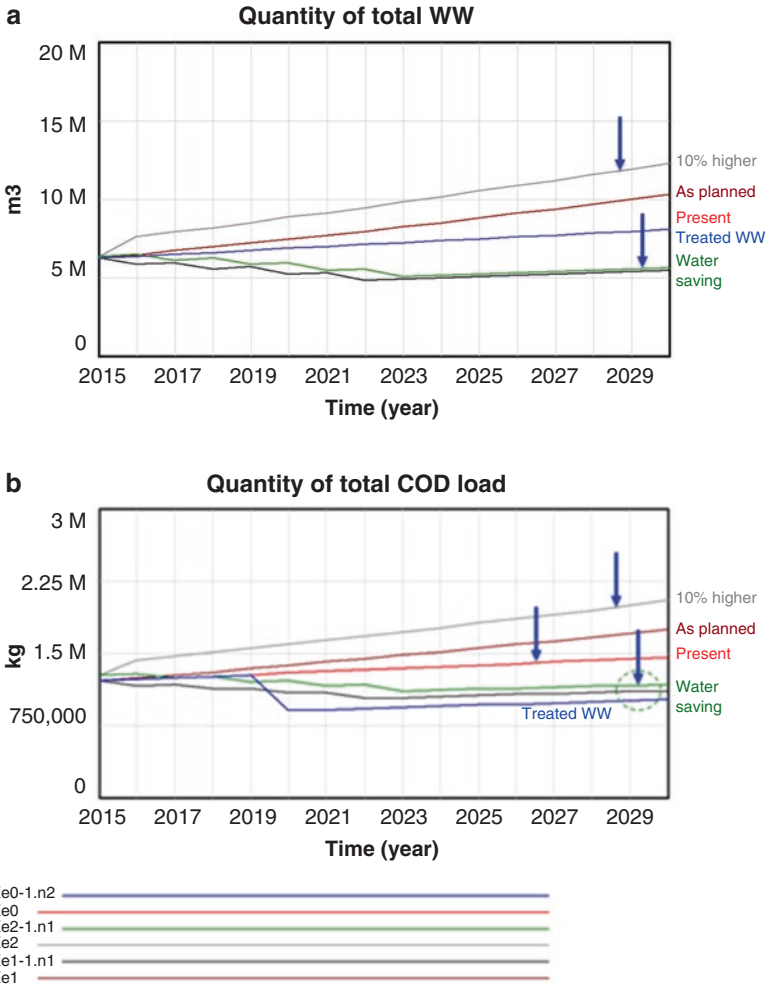 a
Quantity of total WW
20 M
15 M
10 M
5 M
0
m3
10% higher
As planned
Present
Treated WW
Water
saving
2015 2017 2019 2021 2023 2025 2027 2029
Time (year)
b
Quantity of total COD load
3 M
2.25 M
1.5 M
750,000
0
kg
10% higher
As planned
Present
Water
saving
Treated WW
2015 2017 2019 2021 2023 2025 2027 2029
Time (year)
e0-1.n2
e0
e2-1.n1
e2
e1-1.n1
e1